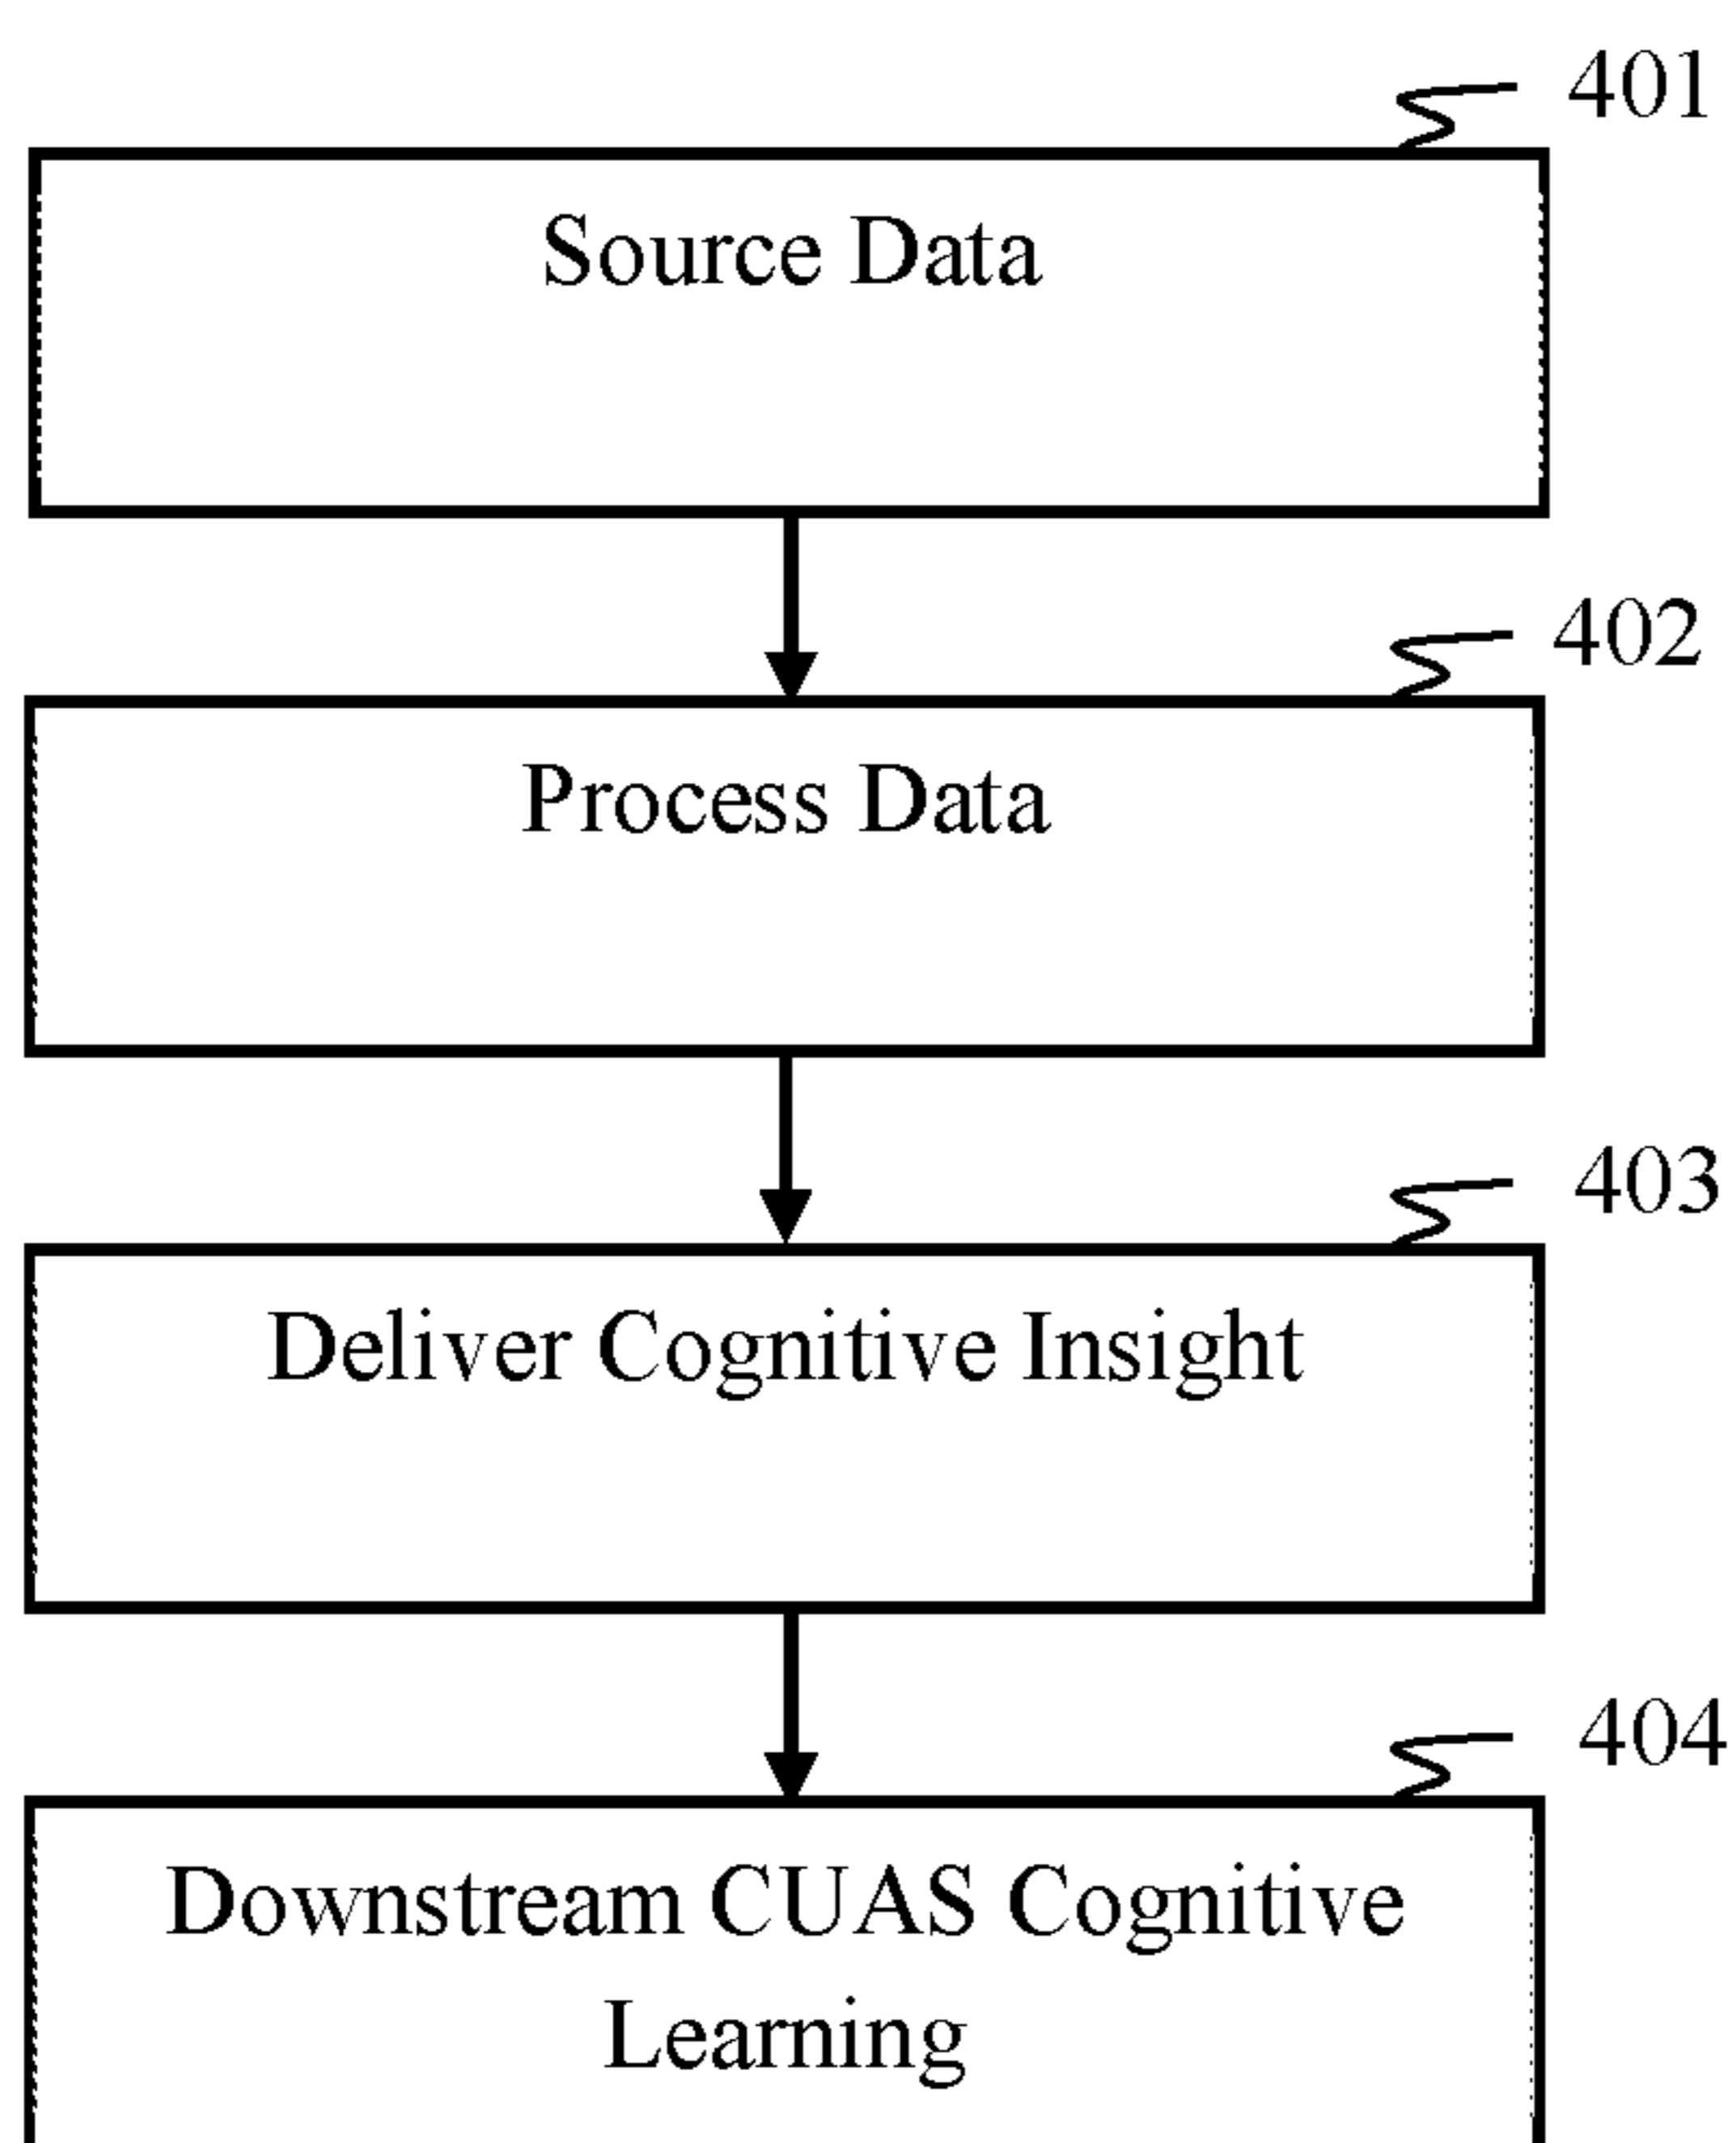 401
Source Data
402
Process Data
403
Deliver Cognitive Insight
404
Downstream CUAS Cognitive
Learning